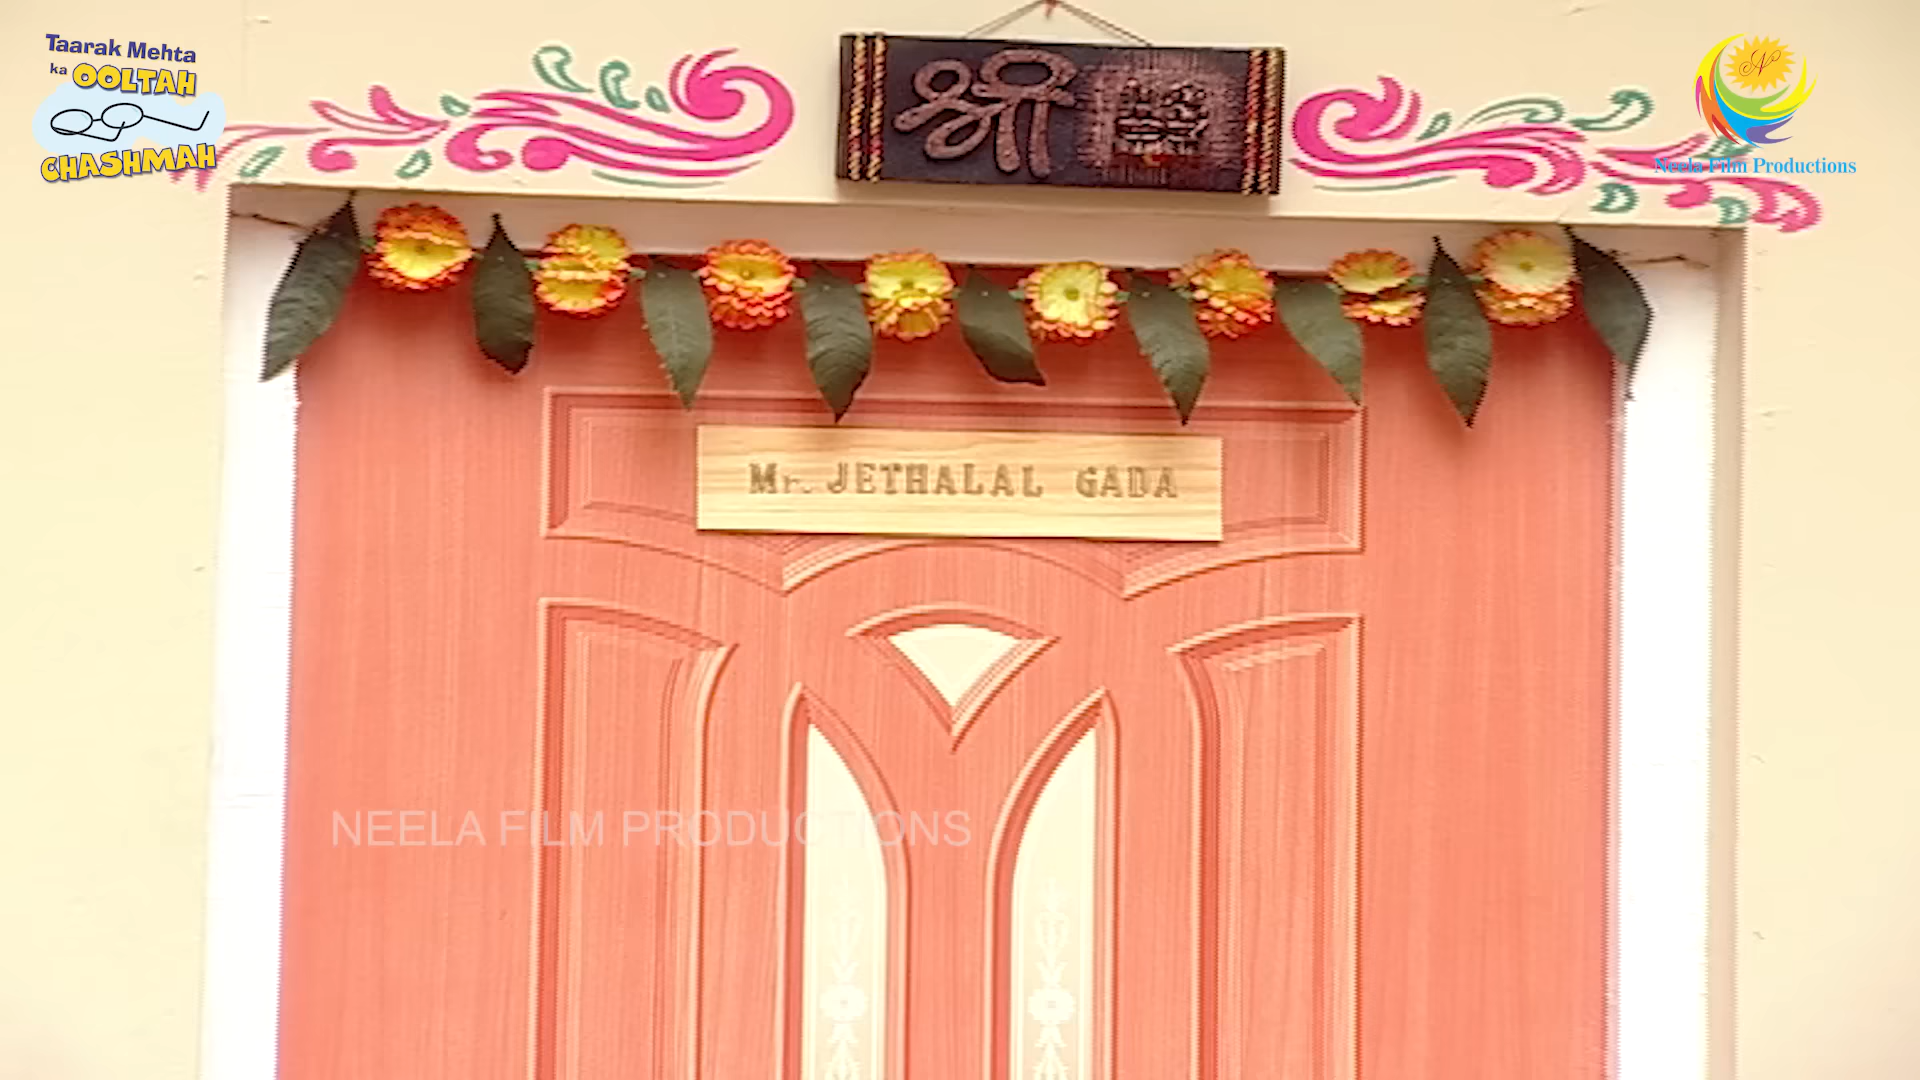 Taarak Mehta
ka OOLTAH
CHASHMAH
श्री
Neela Film Productions
Mr. JETHALAL GADA
NEELA FILM PRODUCTIONS